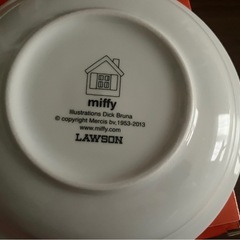 miffy
Illustrations Dick Bruna
© copyright Mercis bv,1953-2013
www.miffy.com
LAWSON